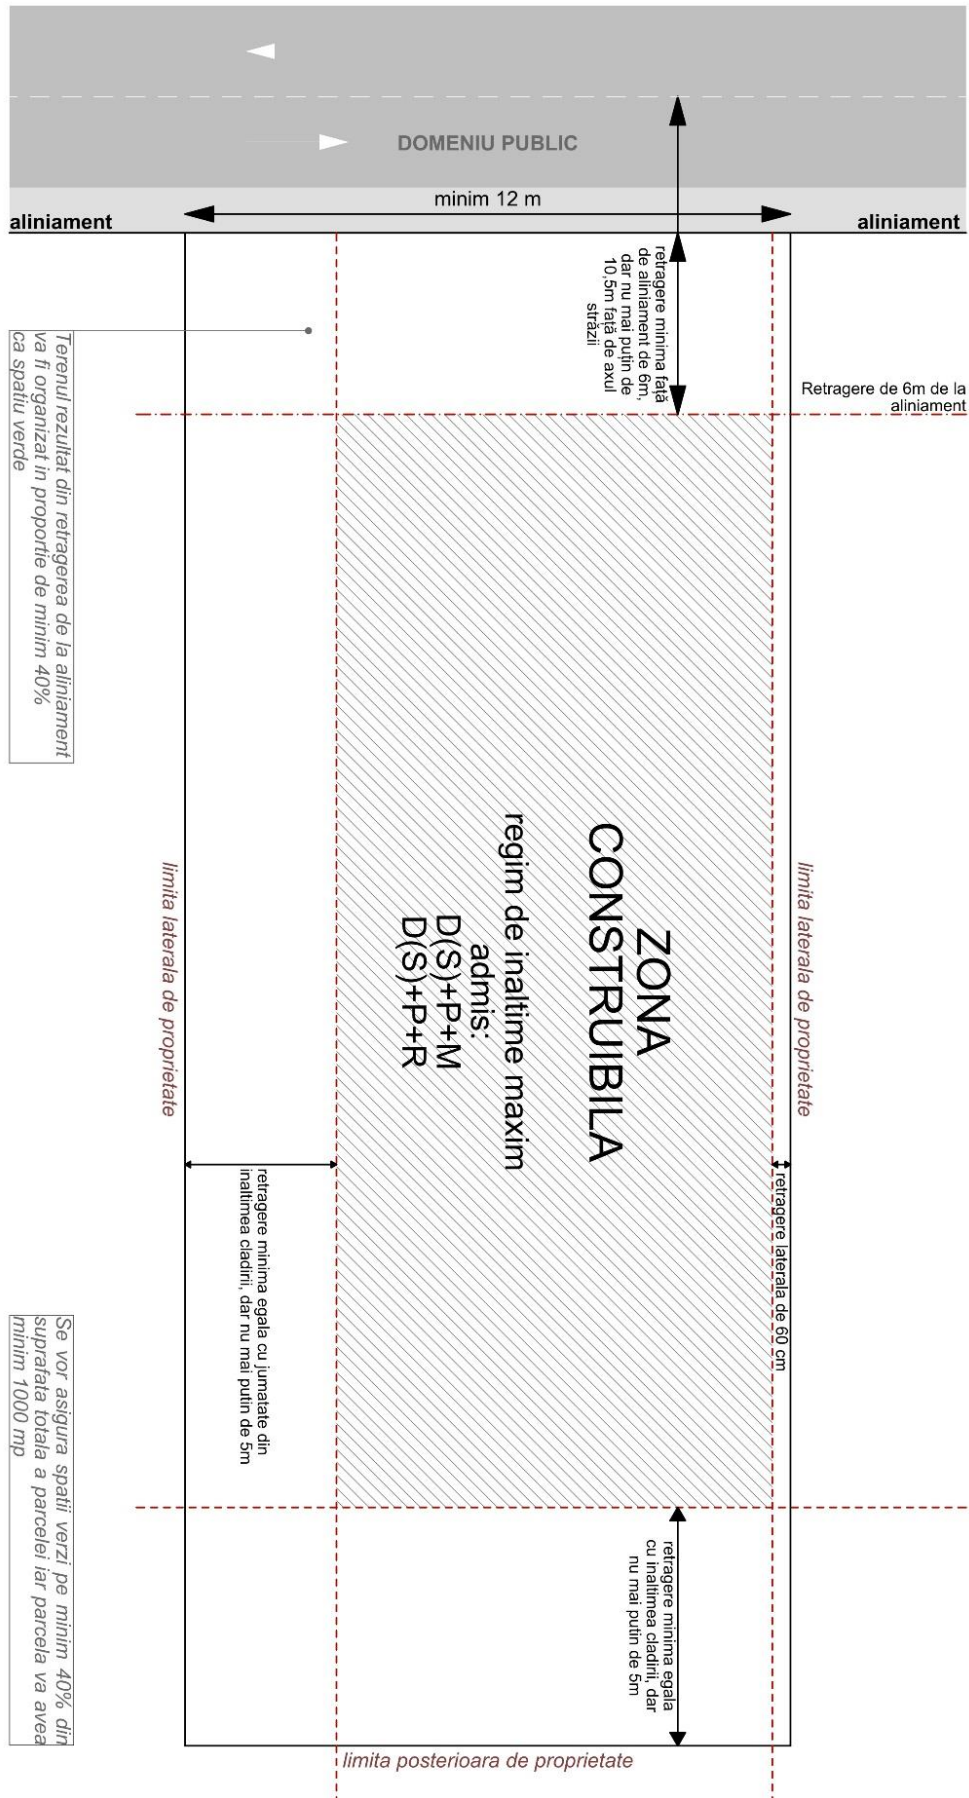 DOMENIU PUBLIC
minim 12 m
aliniament
aliniament
retragere minima față
de aliniament de 6m,
dar nu mai puțin de
10,5m față de axul
străzii
Retragere de 6m de la
aliniament
Terenul rezultat din retragerea de la aliniament
va fi organizat in proportie de minim 40%
ca spatiu verde
ZONA
CONSTRUIBILA
regim de inaltime maxim
admis:
D(S)+P+M
D(S)+P+R
limita laterala de proprietate
limita laterala de proprietate
retragere minima egala cu jumatate din
inaltimea cladirii, dar nu mai putin de 5m
retragere laterala de 60 cm
Se vor asigura spatii verzi pe minim 40% din
suprafata totala a parcelei iar parcela va avea
minim 1000 mp
retragere minima egala
cu inaltimea cladirii, dar
nu mai putin de 5m
limita posterioara de proprietate